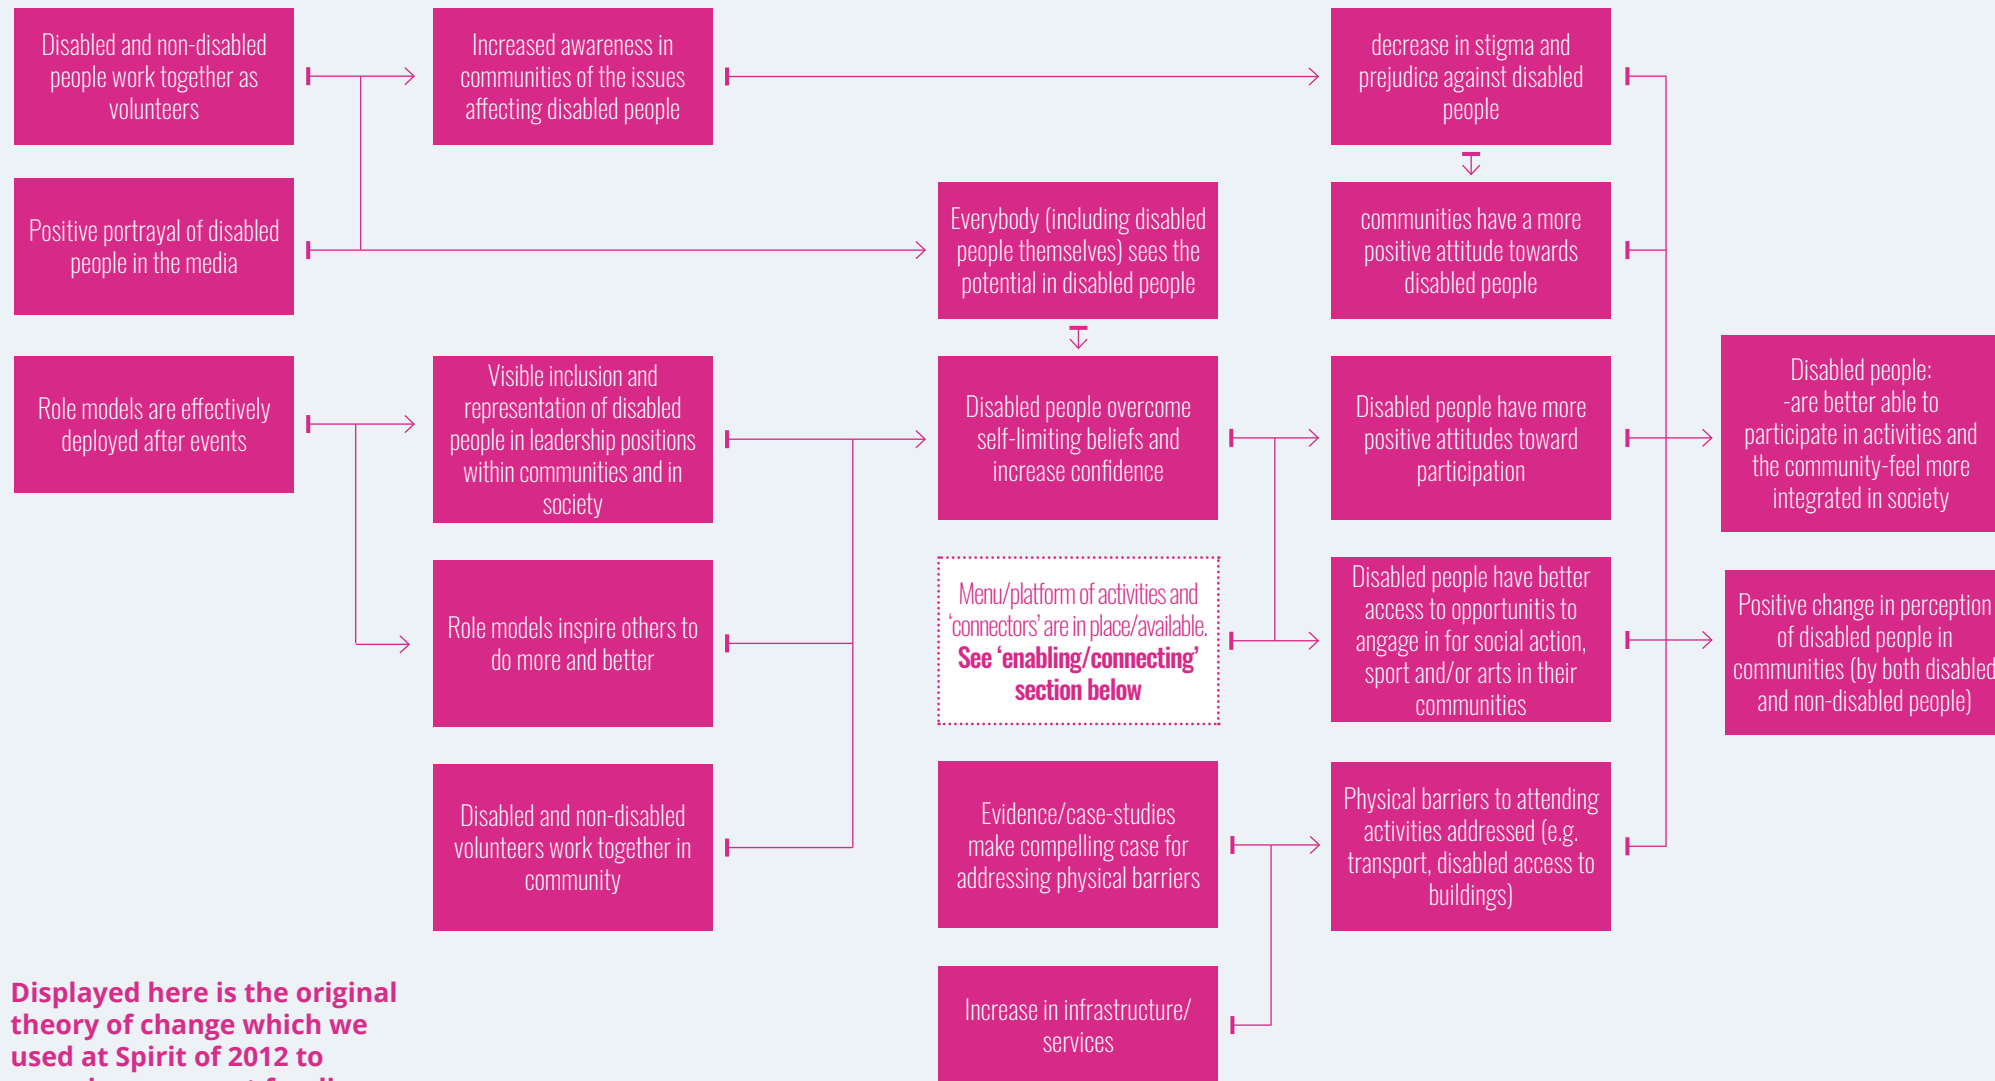 Disabled and non-disabled
people work together as
volunteers
Increased awareness in
communities of the issues
affecting disabled people
decrease in stigma and
prejudice against disabled
people
Positive portrayal of disabled
people in the media
Everybody (including disabled
people themselves) sees the
potential in disabled people
communities have a more
positive attitude towards
disabled people
Role models are effectively
deployed after events
Visible inclusion and
representation of disabled
people in leadership positions
within communities and in
society
Disabled people overcome
self-limiting beliefs and
increase confidence
Disabled people have more
positive attitudes toward
participation
Disabled people:
-are better able to
participate in activities and
the community-feel more
integrated in society
Role models inspire others to
do more and better
Menu/platform of activities and
‘connectors’ are in place/available.
See ‘enabling/connecting’
section below
Disabled people have better
access to opportunitis to
angage in for social action,
sport and/or arts in their
communities
Positive change in perception
of disabled people in
communities (by both disabled
and non-disabled people)
Disabled and non-disabled
volunteers work together in
community
Evidence/case-studies
make compelling case for
addressing physical barriers
Physical barriers to attending
activities addressed (e.g.
transport, disabled access to
buildings)
Increase in infrastructure/
services
Displayed here is the original
theory of change which we
used at Spirit of 2012 to